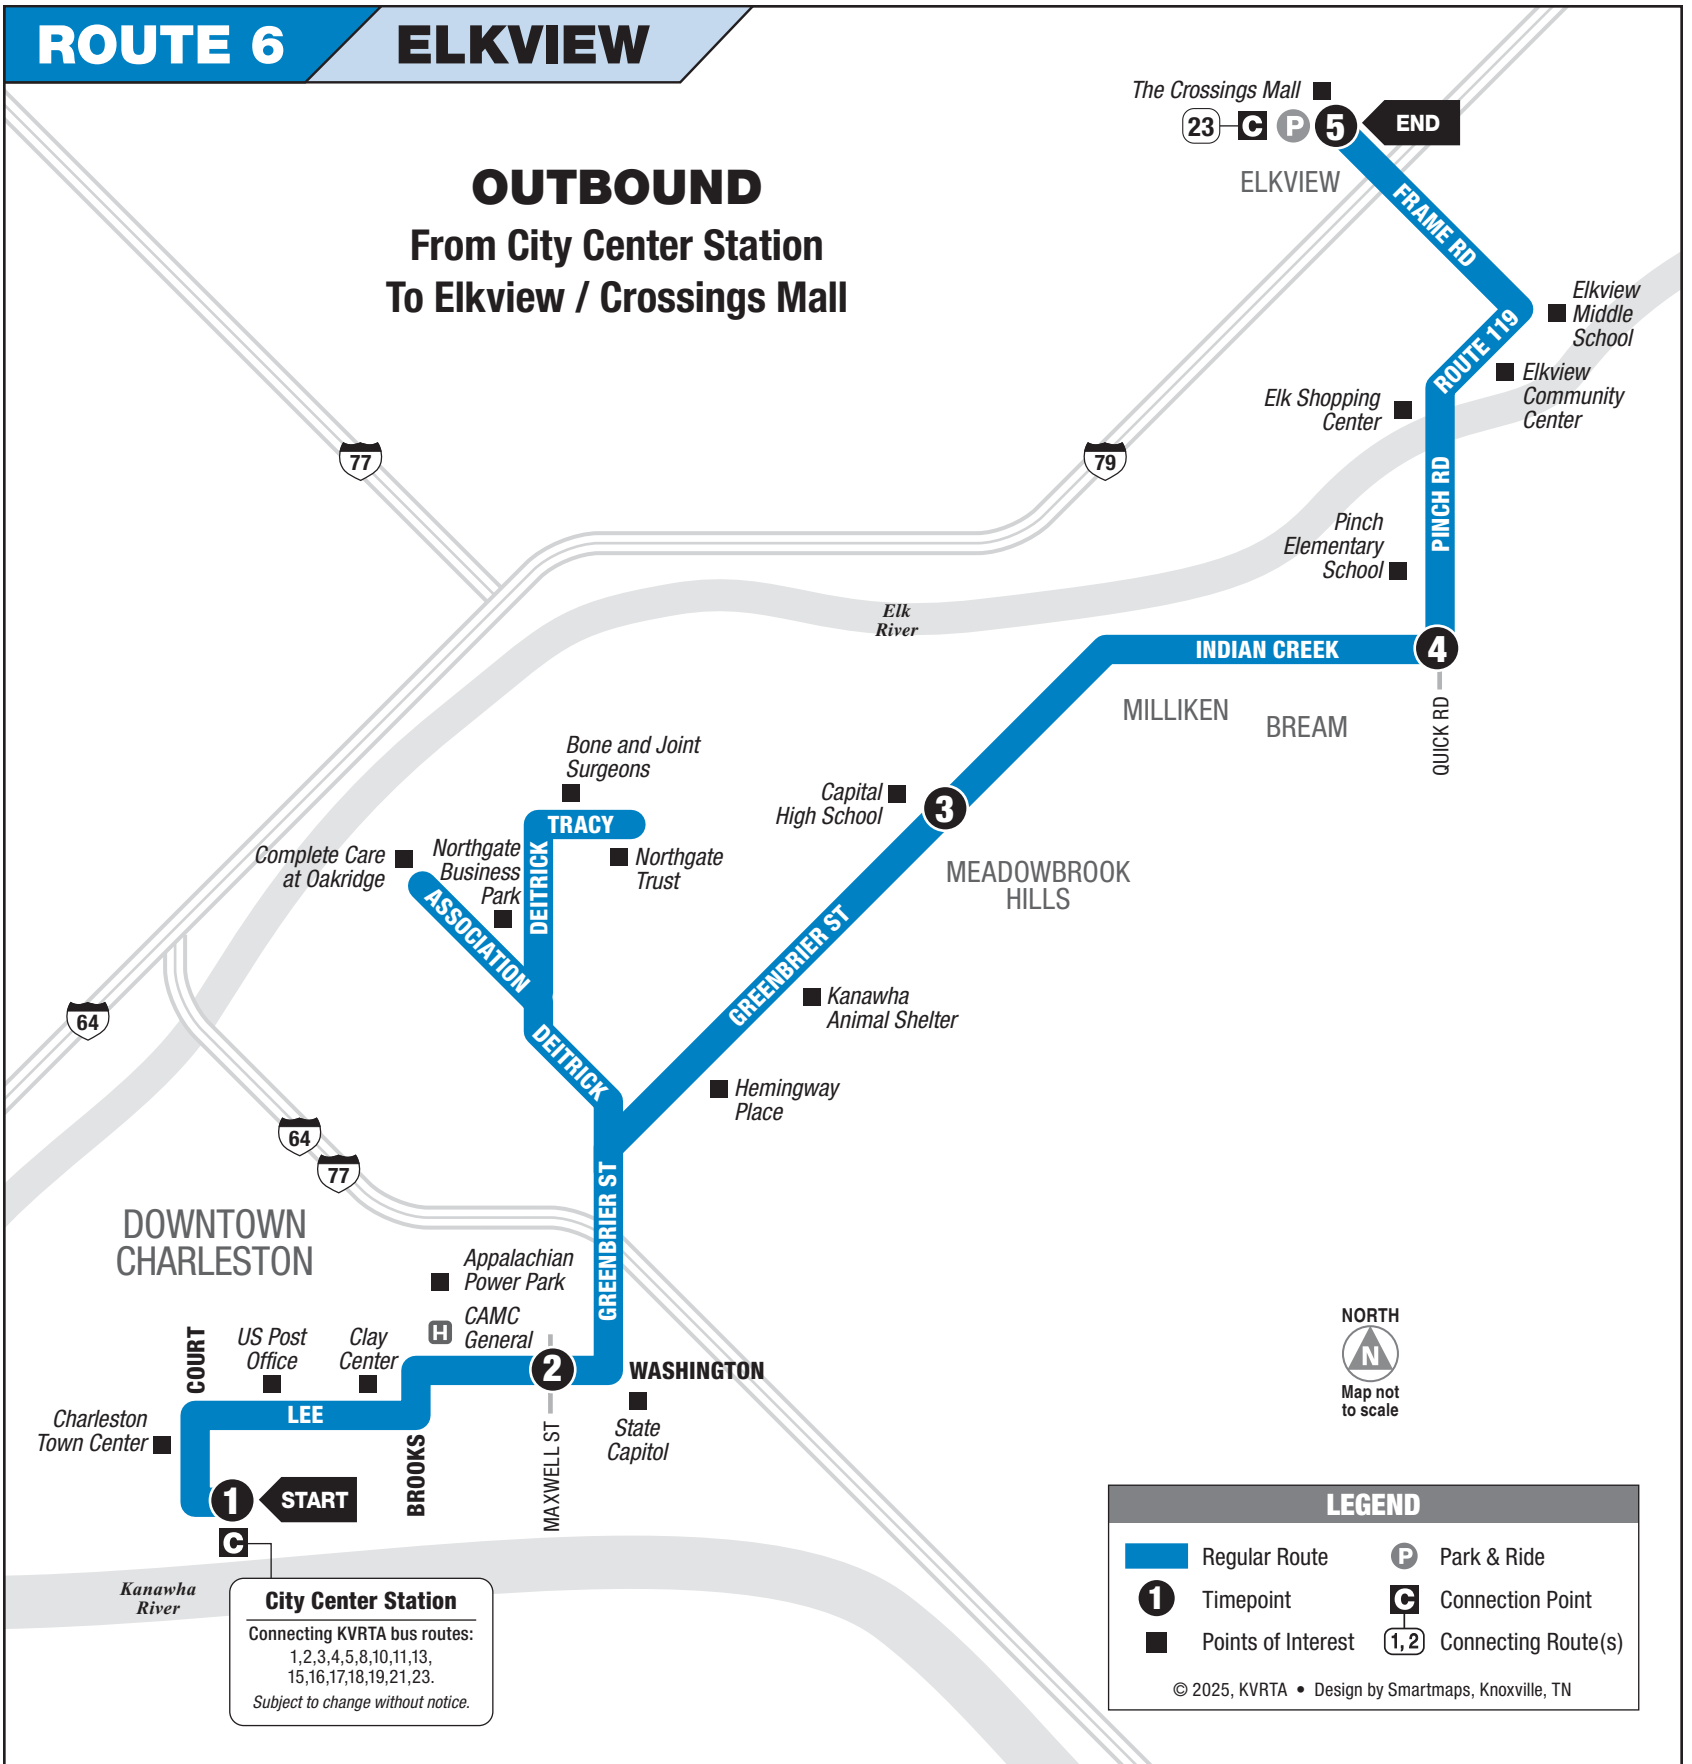 ROUTE 6
ELKVIEW
OUTBOUND
From City Center Station
To Elkview / Crossings Mall
The Crossings Mall
23
C
P
5
END
ELKVIEW
FRAME RD
Elkview
Middle
School
ROUTE 119
Elkview
Community
Center
Elk Shopping
Center
77
79
PINCH RD
Pinch
Elementary
School
Elk
River
INDIAN CREEK
4
MILLIKEN
BREAM
QUICK RD
Bone and Joint
Surgeons
Capital
High School
3
TRACY
Northgate
Business
Park
DEITRICK
Northgate
Trust
Complete Care
at Oakridge
ASSOCIATION
MEADOWBROOK
HILLS
GREENBRIER ST
Kanawha
Animal Shelter
64
DEITRICK
Hemingway
Place
64
77
GREENBRIER ST
DOWNTOWN
CHARLESTON
Appalachian
Power Park
H
CAMC
General
COURT
US Post
Office
Clay
Center
2
WASHINGTON
LEE
Charleston
Town Center
BROOKS
MAXWELL ST
State
Capitol
1
START
C
Kanawha
River
City Center Station
Connecting KVRTA bus routes:
1,2,3,4,5,8,10,11,13,
15,16,17,18,19,21,23.
Subject to change without notice.
NORTH
N
Map not
to scale
LEGEND
Regular Route
P
Park & Ride
1
Timepoint
C
Connection Point
Points of Interest
1, 2
Connecting Route(s)
© 2025, KVRTA • Design by Smartmaps, Knoxville, TN